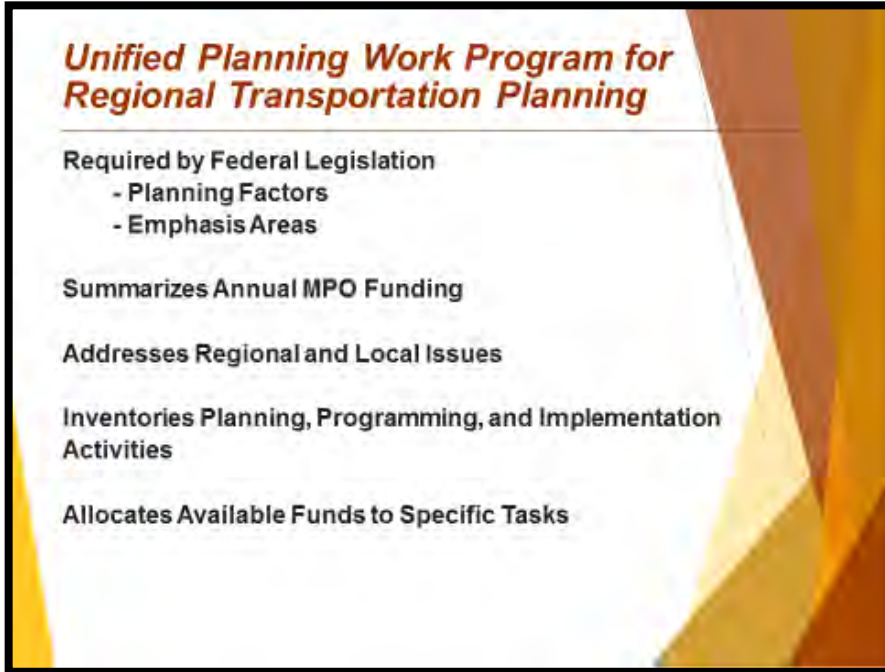 Unified Planning Work Program for
Regional Transportation Planning
Required by Federal Legislation
- Planning Factors
- Emphasis Areas
Summarizes Annual MPO Funding
Addresses Regional and Local Issues
Inventories Planning, Programming, and Implementation
Activities
Allocates Available Funds to Specific Tasks